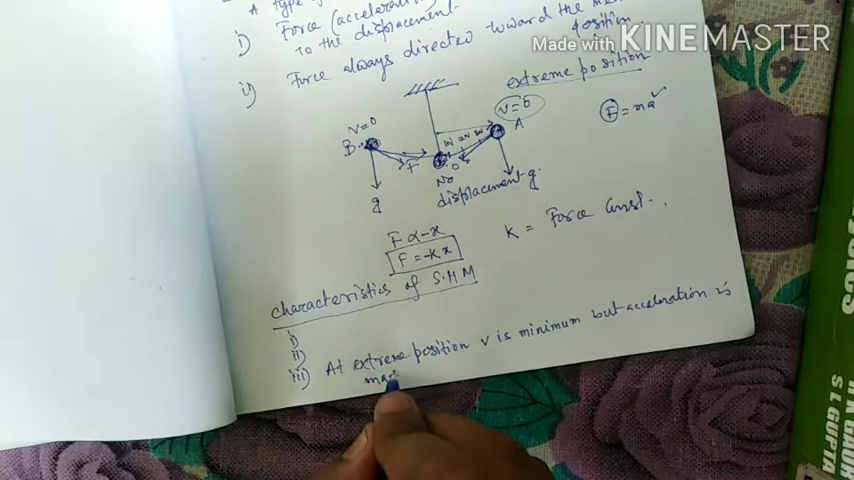 A type
i) Force (acceleration)
to the displacement
Made with KINEMASTER
ii) Force always directed toward the me
position
extreme position
V=0
V=0
B
A
F = ma
F
O
No
displacement
g
g
F α -x
F = -Kx
K = Force Const.
characteristics of S.H.M
i)
ii)
iii) At extreme position v is minimum but acceleration is
max
S L GUPTA